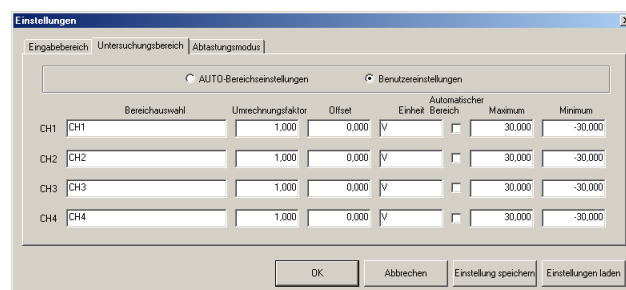 Einstellungen
Eingabebereich Untersuchungsbereich Abtastungsmodus
AUTO-Bereichseinstellungen Benutzereinstellungen
Bereichauswahl Umrechnungsfaktor Offset Einheit Automatischer Bereich Maximum Minimum
CH1 CH1 1,000 0,000 V 30,000 -30,000
CH2 CH2 1,000 0,000 V 30,000 -30,000
CH3 CH3 1,000 0,000 V 30,000 -30,000
CH4 CH4 1,000 0,000 V 30,000 -30,000
OK Abbrechen Einstellung speichern Einstellungen laden